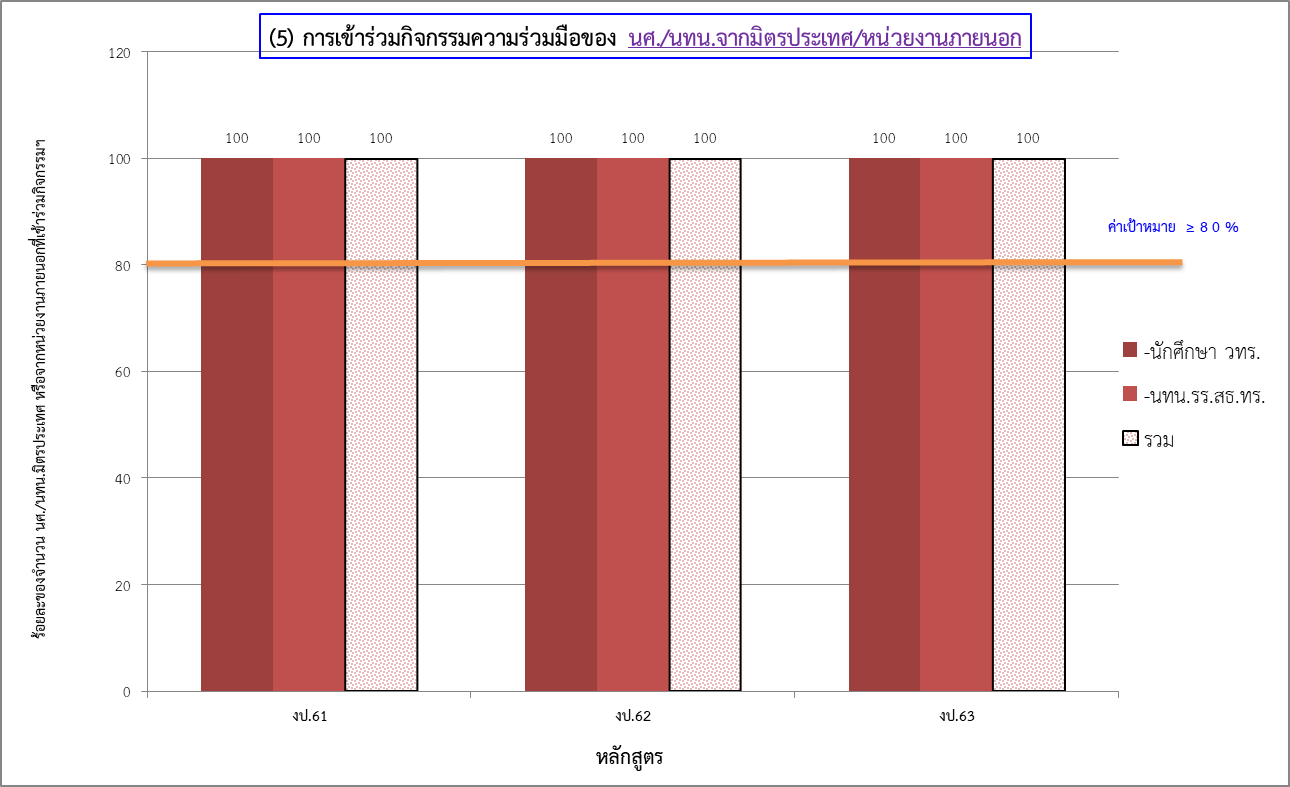 (5) การเข้าร่วมกิจกรรมความร่วมมือของ นศ./นทน.จากมิตรประเทศ/หน่วยงานภายนอก
ร้อยละของจำนวน นศ./นทน.มิตรประเทศ หรือจากหน่วยงานภายนอกที่เข้าร่วมกิจกรรมฯ
120
100
80
60
40
20
0
100 100 100
100 100 100
100 100 100
ค่าเป้าหมาย ≥ 8 0 %
-นักศึกษา วทร.
-นทน.รร.สธ.ทร.
รวม
งป.61 งป.62 งป.63
หลักสูตร